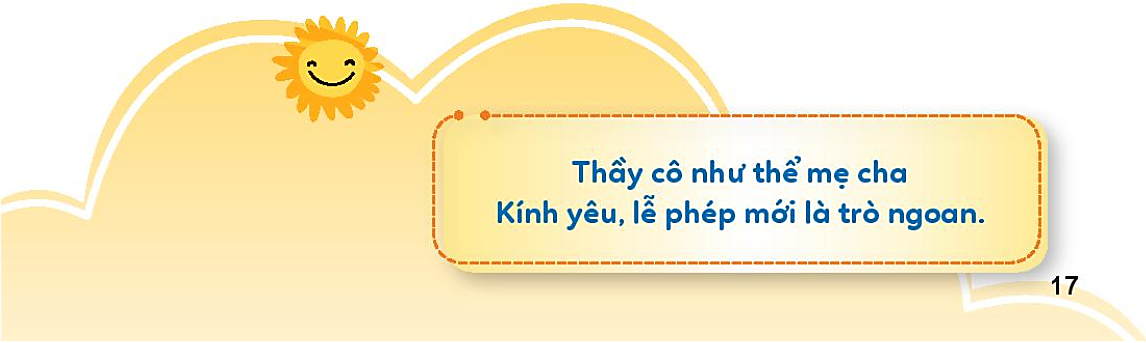 Thầy cô như thể mẹ cha
Kính yêu, lễ phép mới là trò ngoan.
17